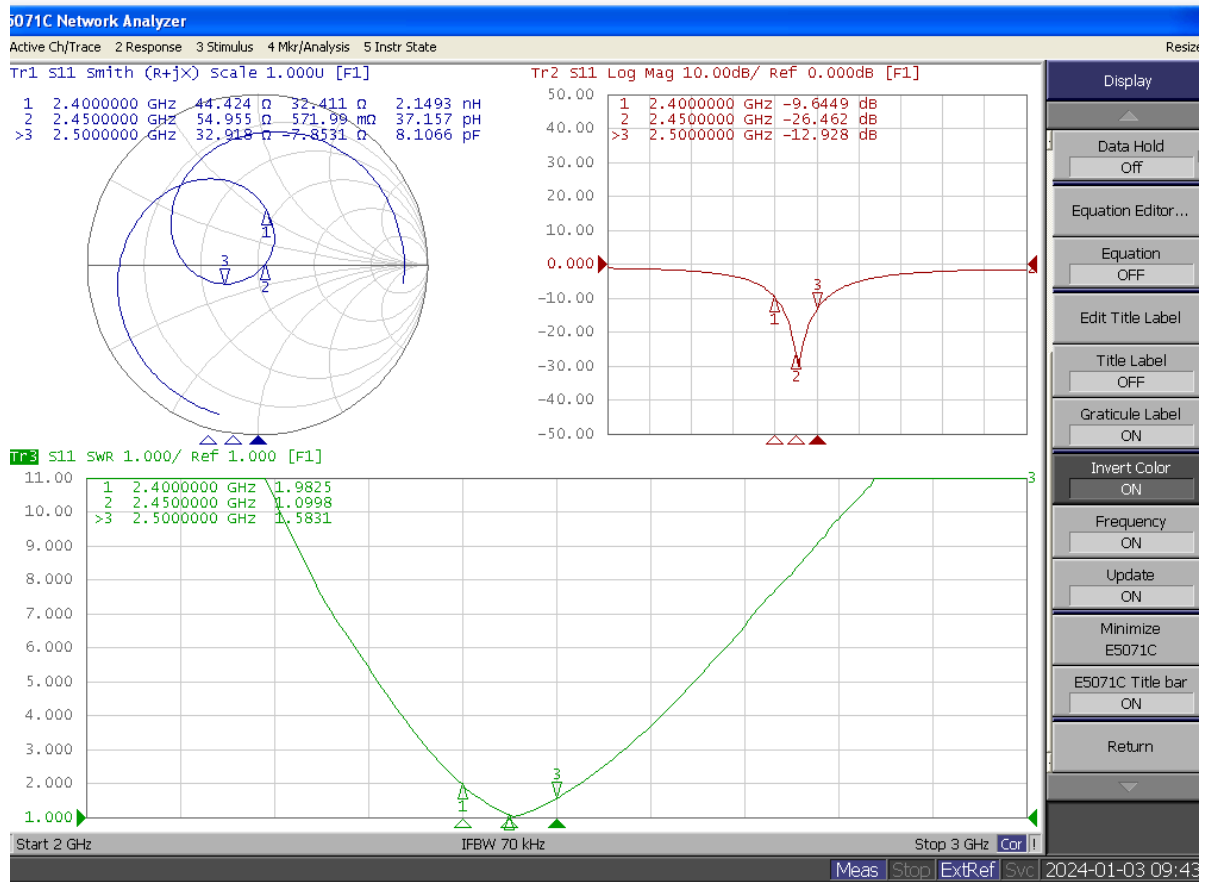 5071C Network Analyzer
Active Ch/Trace 2 Response 3 Stimulus 4 Mkr/Analysis 5 Instr State Resize
Tr1 S11 Smith (R+jX) Scale 1.000U [F1]
1 2.4000000 GHz 44.424 Ω 32.411 Ω 2.1493 nH
2 2.4500000 GHz 54.955 Ω 571.99 mΩ 37.157 pH
>3 2.5000000 GHz 32.918 Ω -7.8531 Ω 8.1066 pF
1
2
3
Tr2 S11 Log Mag 10.00dB/ Ref 0.000dB [F1]
50.00
40.00
30.00
20.00
10.00
0.000
-10.00
-20.00
-30.00
-40.00
-50.00
1 2.4000000 GHz -9.6449 dB
2 2.4500000 GHz -26.462 dB
>3 2.5000000 GHz -12.928 dB
1
2
3
2
Tr3 S11 SWR 1.000/ Ref 1.000 [F1]
11.00
10.00
9.000
8.000
7.000
6.000
5.000
4.000
3.000
2.000
1.000
1 2.4000000 GHz 1.9825
2 2.4500000 GHz 1.0998
>3 2.5000000 GHz 1.5831
1
3
3
Start 2 GHz IFBW 70 kHz Stop 3 GHz Cor !
Meas Stop ExtRef Svc 2024-01-03 09:43
Display
Data Hold
Off
Equation Editor...
Equation
OFF
Edit Title Label
Title Label
OFF
Graticule Label
ON
Invert Color
ON
Frequency
ON
Update
ON
Minimize
E5071C
E5071C Title bar
ON
Return